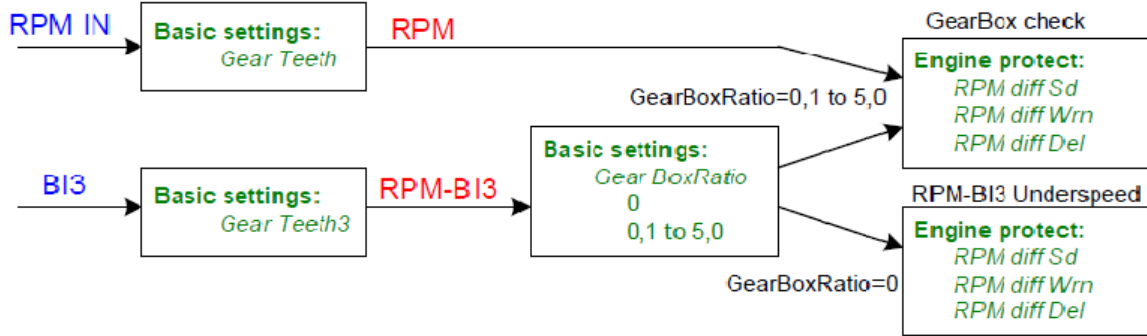 RPM IN
Basic settings:
Gear Teeth
RPM
GearBox check
Engine protect:
RPM diff Sd
RPM diff Wrn
RPM diff Del
GearBoxRatio=0,1 to 5,0
BI3
Basic settings:
Gear Teeth3
RPM-BI3
Basic settings:
Gear BoxRatio
0
0,1 to 5,0
RPM-BI3 Underspeed
Engine protect:
RPM diff Sd
RPM diff Wrn
RPM diff Del
GearBoxRatio=0